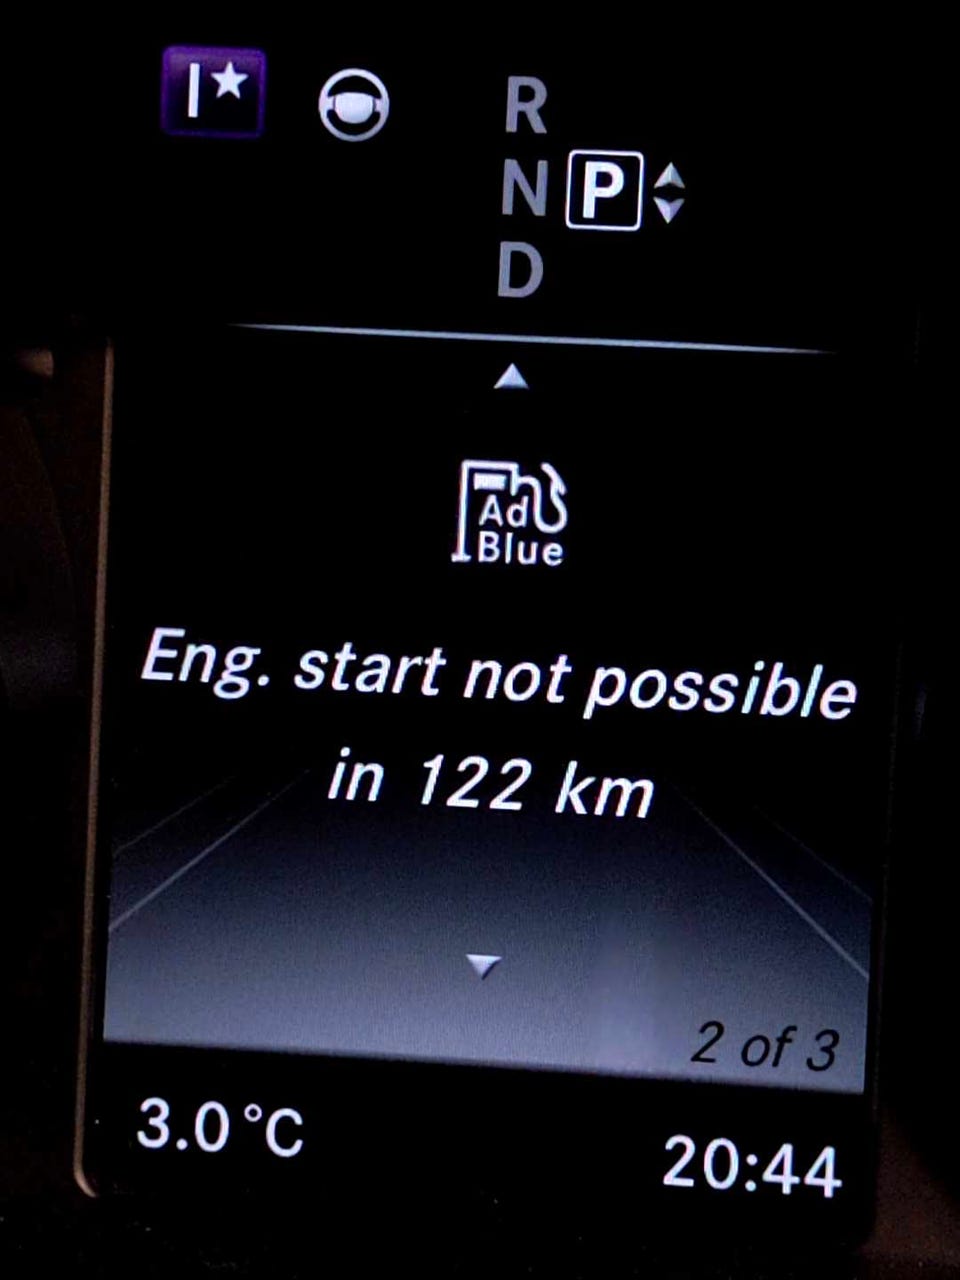 I★
R
N P
D
Ad
Blue
Eng. start not possible
in 122 km
2 of 3
3.0°C
20:44